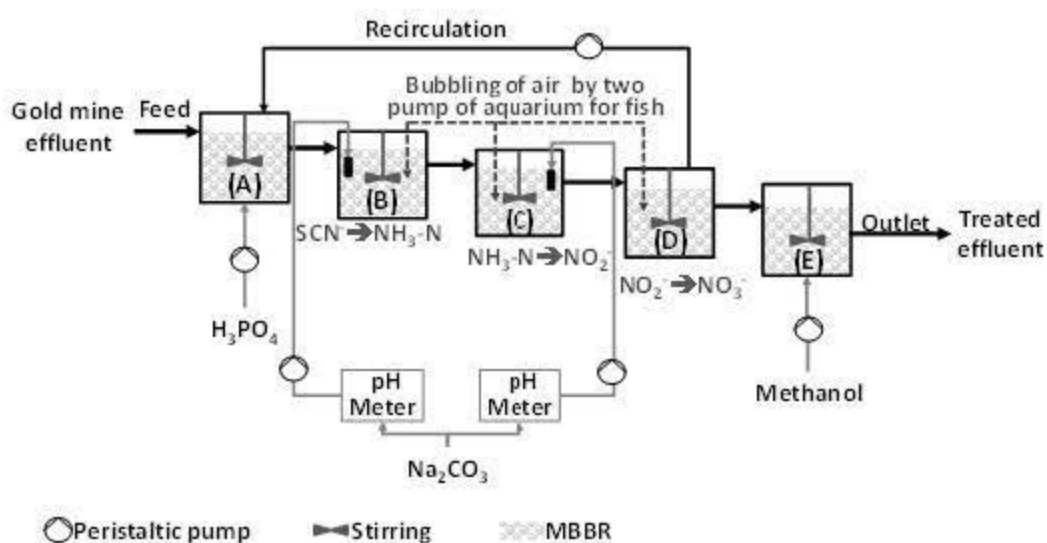 Recirculation
Bubbling of air by two
pump of aquarium for fish
Gold mine
effluent
Feed
(A)
(B)
(C)
(D)
(E)
SCN⁻➔NH₃-N
NH₃-N➔NO₂⁻
NO₂⁻➔NO₃⁻
Outlet
Treated
effluent
H₃PO₄
pH
Meter
pH
Meter
Methanol
Na₂CO₃
Peristaltic pump
Stirring
MBBR